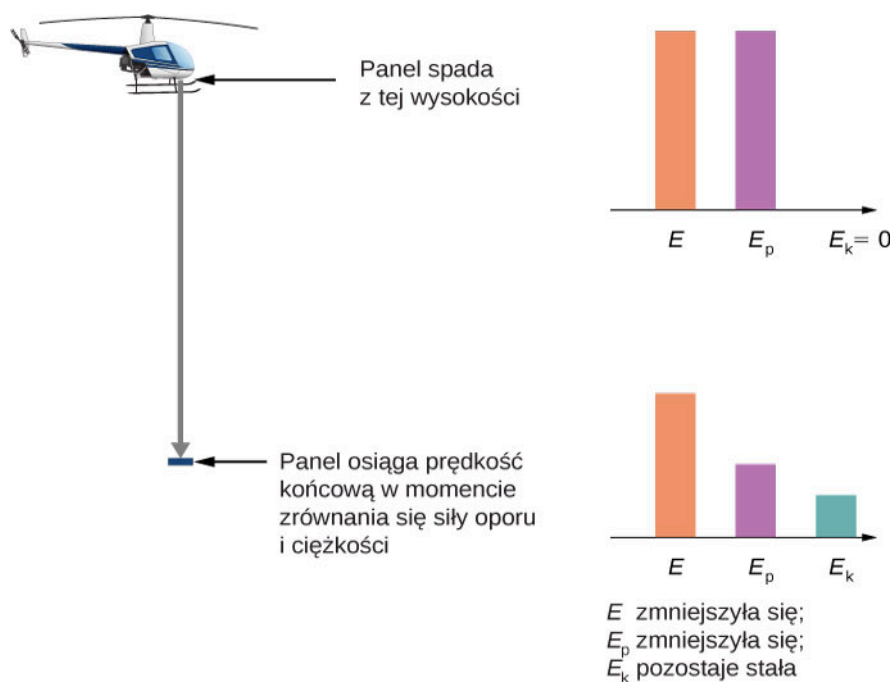 Panel spada
z tej wysokości
E
Ep
Ek= 0
Panel osiąga prędkość
końcową w momencie
zrównania się siły oporu
i ciężkości
E
Ep
Ek
E zmniejszyła się;
Ep zmniejszyła się;
Ek pozostaje stała